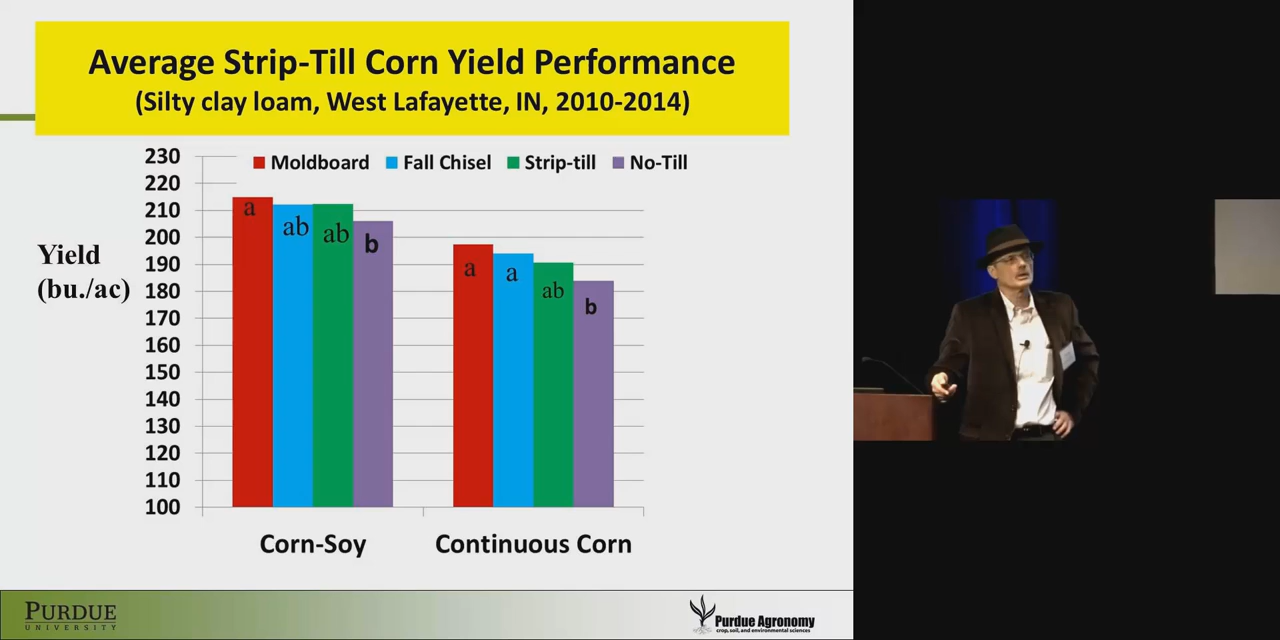 Average Strip-Till Corn Yield Performance
(Silty clay loam, West Lafayette, IN, 2010-2014)
Moldboard Fall Chisel Strip-till No-Till
Yield
(bu./ac)
230
220
210
200
190
180
170
160
150
140
130
120
110
100
a ab ab b
a a ab b
Corn-Soy Continuous Corn
PURDUE
UNIVERSITY
Purdue Agronomy
crop, soil, and environmental sciences